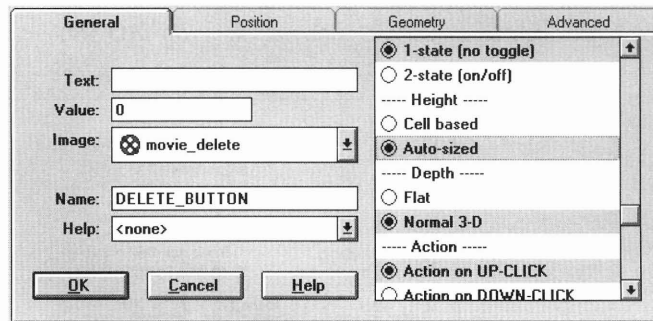 General
Position
Geometry
Advanced
Text:
Value: 0
Image: movie_delete
Name: DELETE_BUTTON
Help: <none>
OK
Cancel
Help
1-state (no toggle)
2-state (on/off)
----- Height -----
Cell based
Auto-sized
----- Depth -----
Flat
Normal 3-D
----- Action -----
Action on UP-CLICK
Action on DOWN-CLICK